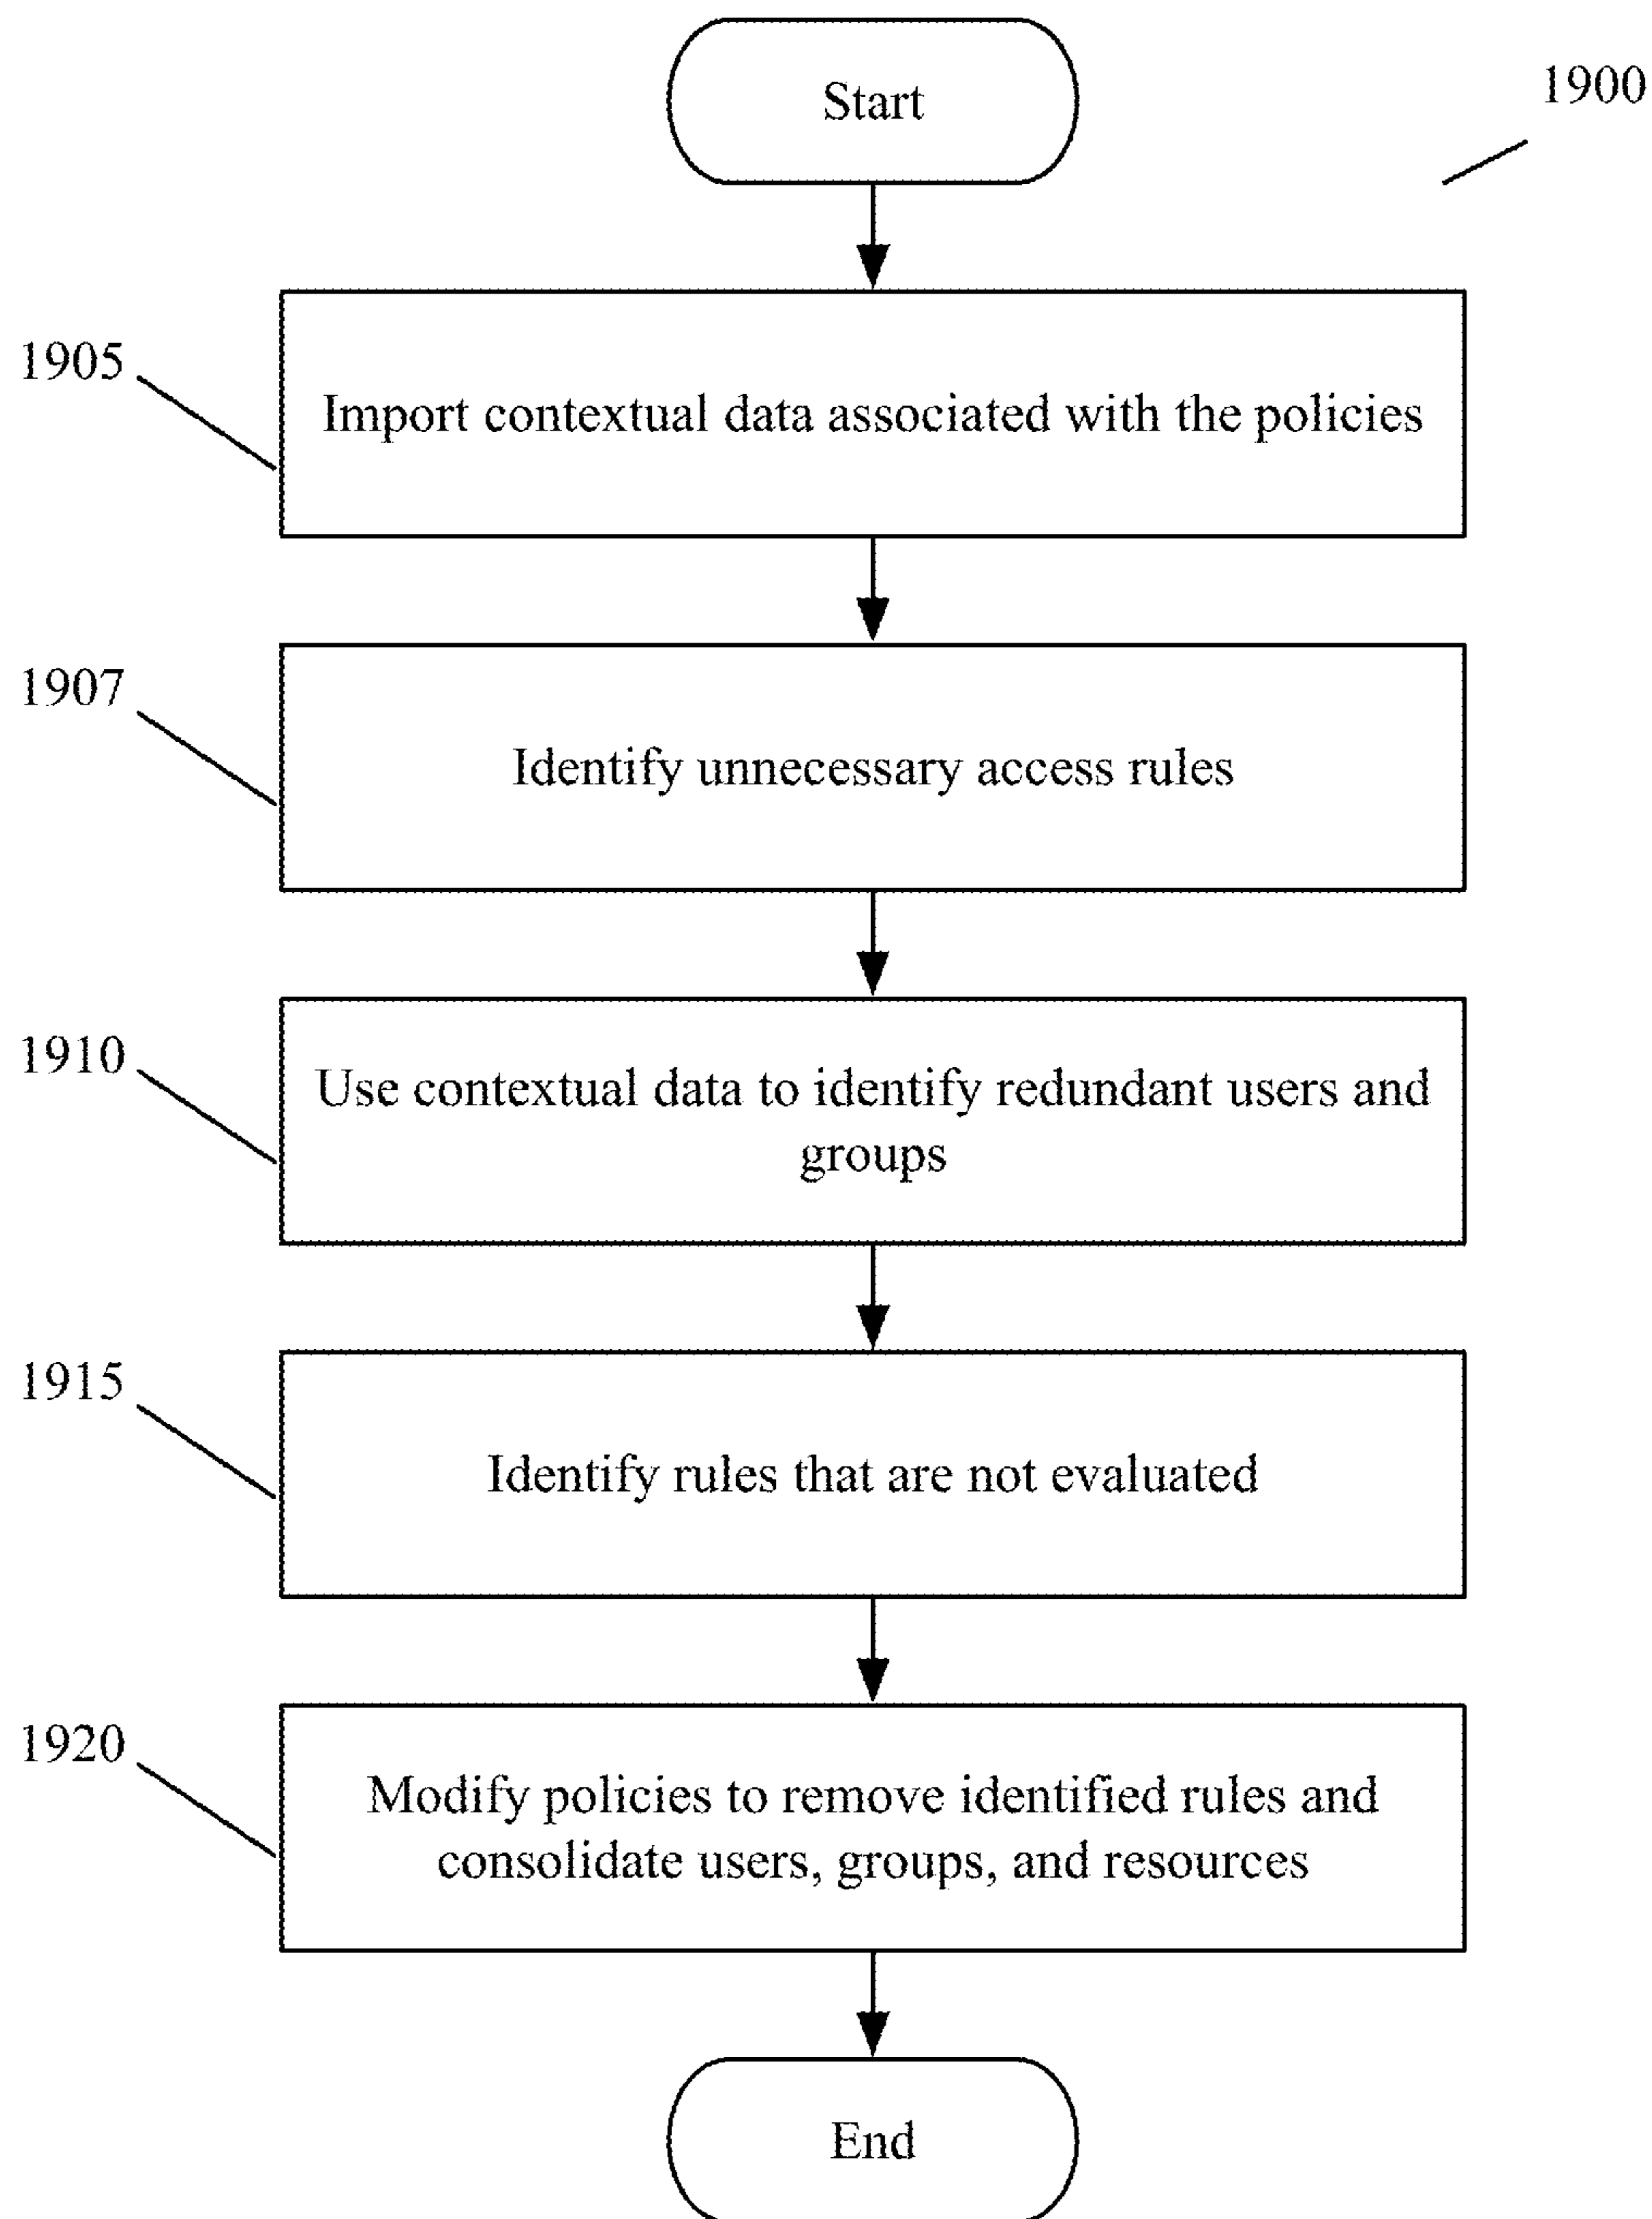 Start
1900
1905
Import contextual data associated with the policies
1907
Identify unnecessary access rules
1910
Use contextual data to identify redundant users and
groups
1915
Identify rules that are not evaluated
1920
Modify policies to remove identified rules and
consolidate users, groups, and resources
End